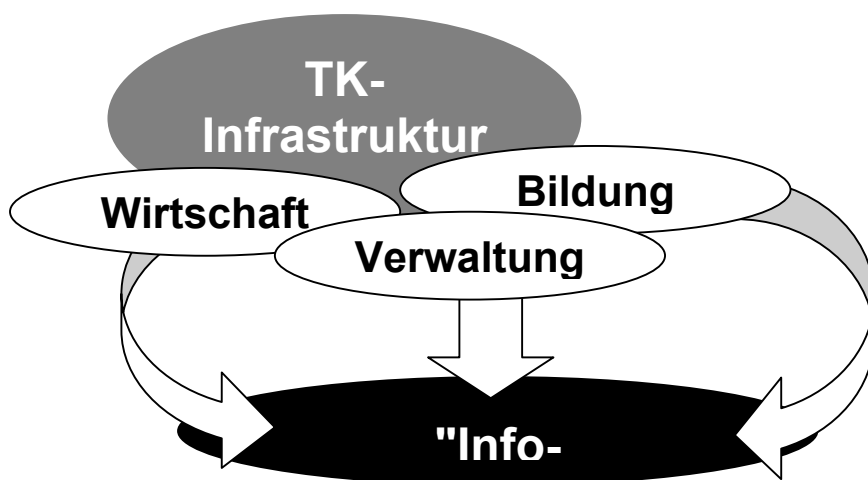 TK-
Infrastruktur
Bildung
Wirtschaft
Verwaltung
"Info-